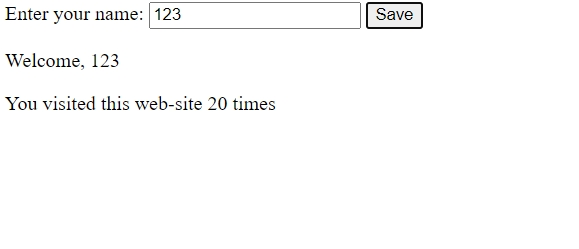 Enter your name: 123 Save
Welcome, 123
You visited this web-site 20 times